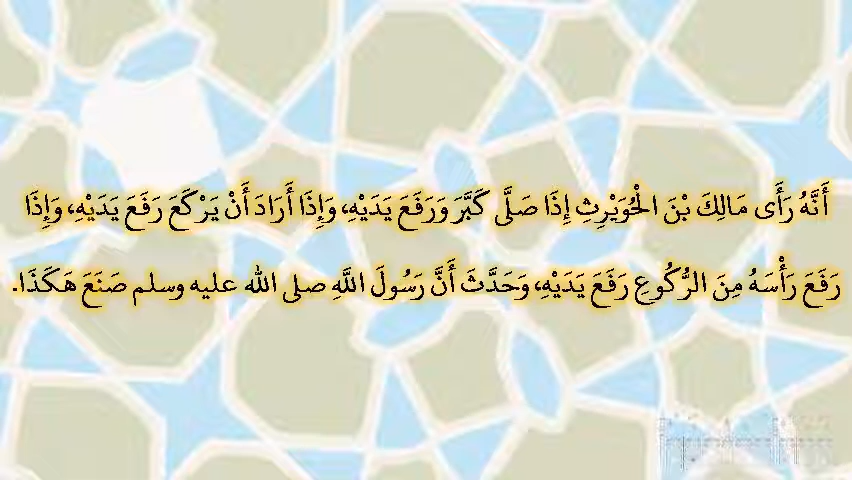 أَنَّهُ رَأَى مَالِكَ بْنَ الْحُوَيْرِثِ إِذَا صَلَّى كَبَّرَ وَرَفَعَ يَدَيْهِ، وَإِذَا أَرَادَ أَنْ يَرْكَعَ رَفَعَ يَدَيْهِ، وَإِذَا
رَفَعَ رَأْسَهُ مِنَ الرُّكُوعِ رَفَعَ يَدَيْهِ، وَحَدَّثَ أَنَّ رَسُولَ اللَّهِ صلى الله عليه وسلم صَنَعَ هَكَذَا.